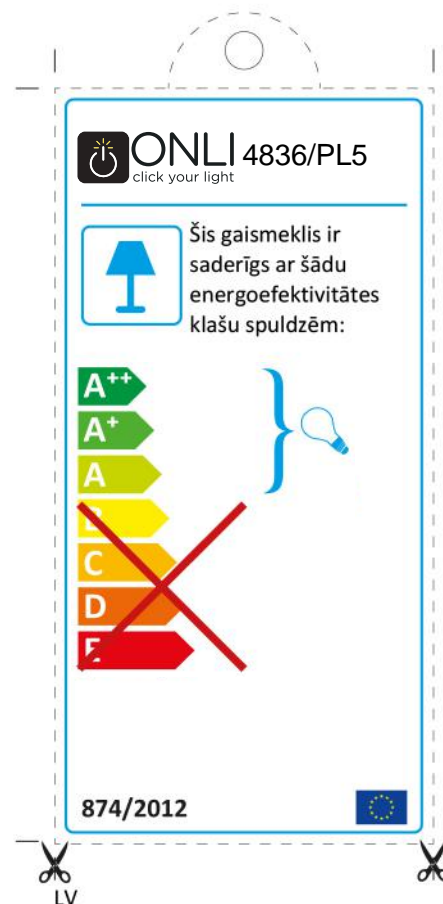 ONLI 4836/PL5
click your light
Šis gaismeklis ir
saderīgs ar šādu
energoefektivitātes
klašu spuldzēm:
A++
A+
A
B
C
D
E
874/2012
LV